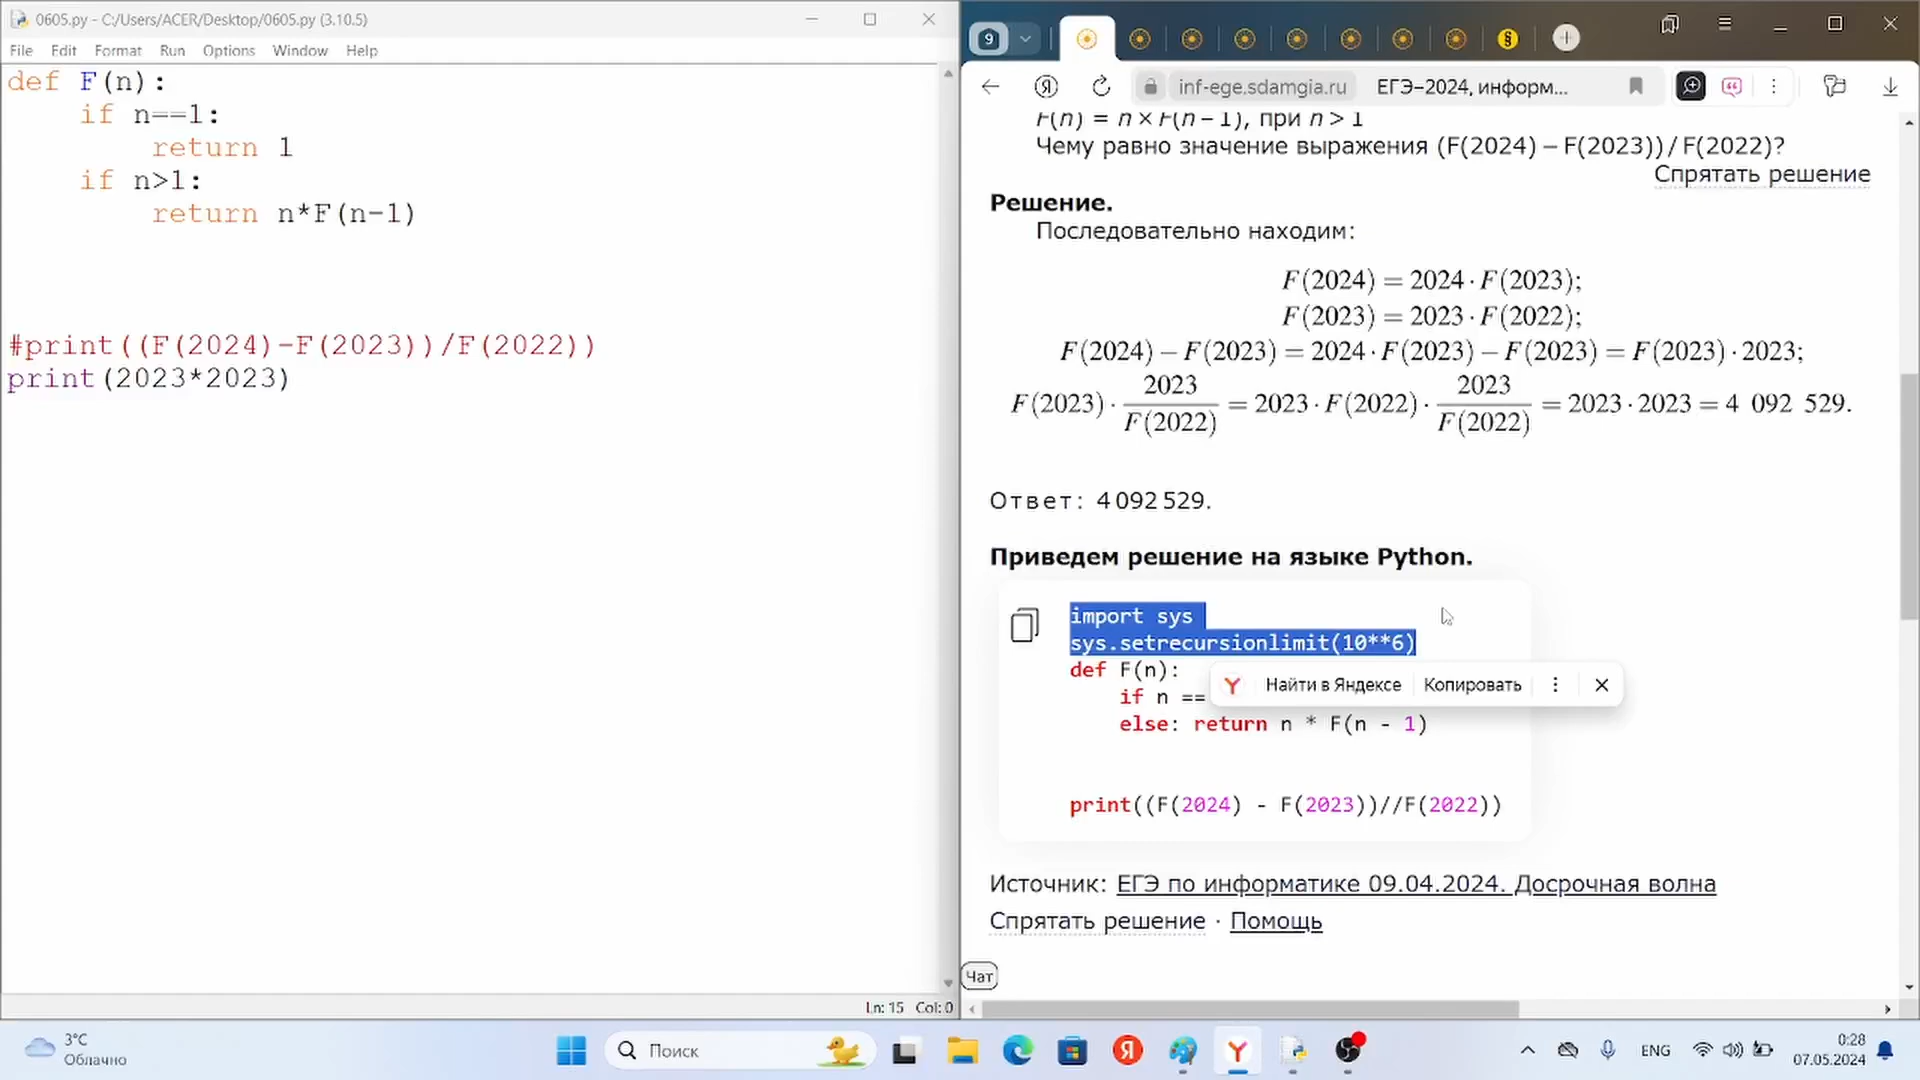 0605.py - C:/Users/ACER/Desktop/0605.py (3.10.5)
File Edit Format Run Options Window Help
def F(n):
    if n==1:
        return 1
    if n>1:
        return n*F(n-1)
#print((F(2024)-F(2023))/F(2022))
print(2023*2023)
Ln: 15 Col: 0
9
§
inf-ege.sdamgia.ru ЕГЭ–2024, информ...
F(n) = n × F(n – 1), при n > 1
Чему равно значение выражения (F(2024) – F(2023)) / F(2022)?
Спрятать решение
Решение.
Последовательно находим:
F(2024) = 2024 · F(2023);
F(2023) = 2023 · F(2022);
F(2024) − F(2023) = 2024 · F(2023) − F(2023) = F(2023) · 2023;
F(2023) · 2023/F(2022) = 2023 · F(2022) · 2023/F(2022) = 2023 · 2023 = 4 092 529.
Ответ: 4 092 529.
Приведем решение на языке Python.
import sys
sys.setrecursionlimit(10**6)
def F(n):
    if n ==
Найти в Яндексе Копировать
    else: return n * F(n - 1)
print((F(2024) - F(2023))//F(2022))
Источник: ЕГЭ по информатике 09.04.2024. Досрочная волна
Спрятать решение · Помощь
Чат
3°C
Облачно
Поиск
ENG
0:28
07.05.2024